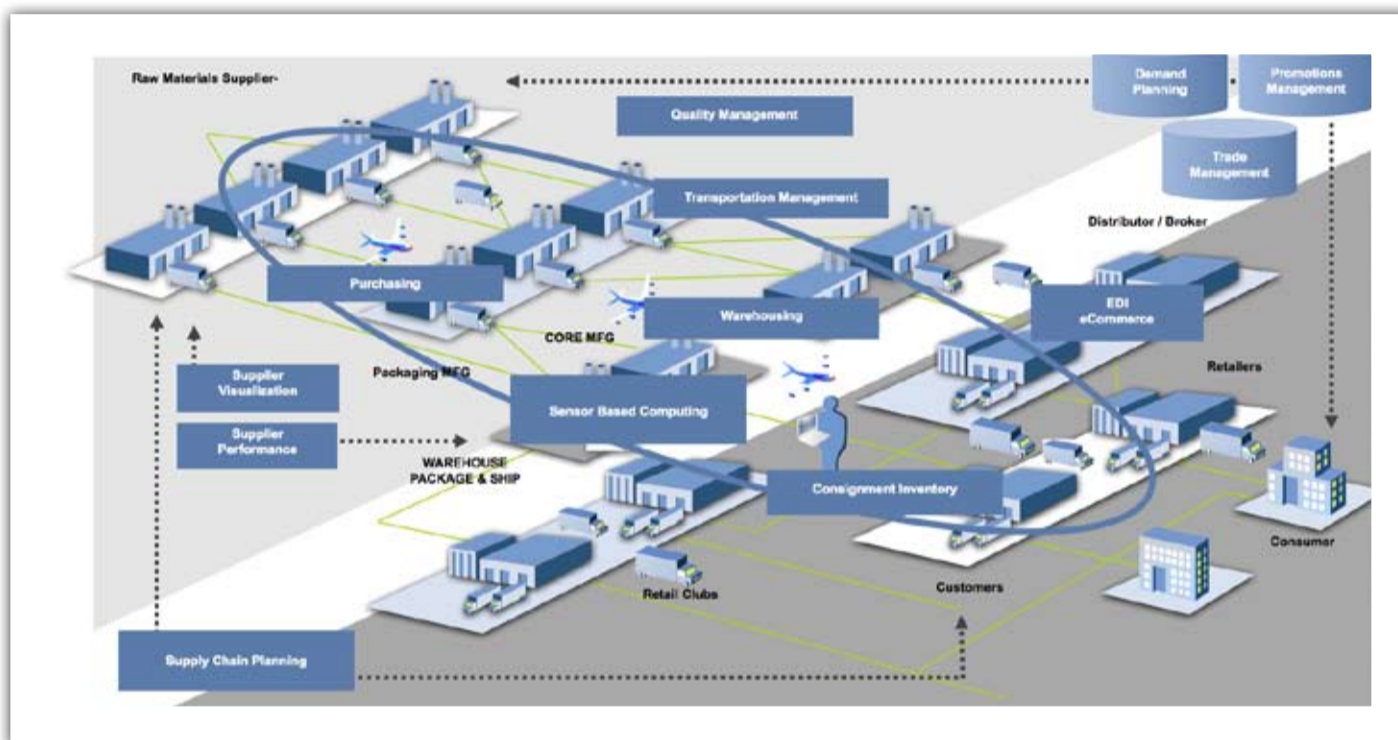 Raw Materials Supplier-
Demand
Planning
Promotions
Management
Quality Management
Trade
Management
Transportation Management
Distributor / Broker
Purchasing
Warehousing
EDI
eCommerce
CORE MFG
Packaging MFG
Retailers
Supplier
Visualization
Sensor Based Computing
Supplier
Performance
WAREHOUSE
PACKAGE & SHIP
Consignment Inventory
Consumer
Retail Clubs
Customers
Supply Chain Planning